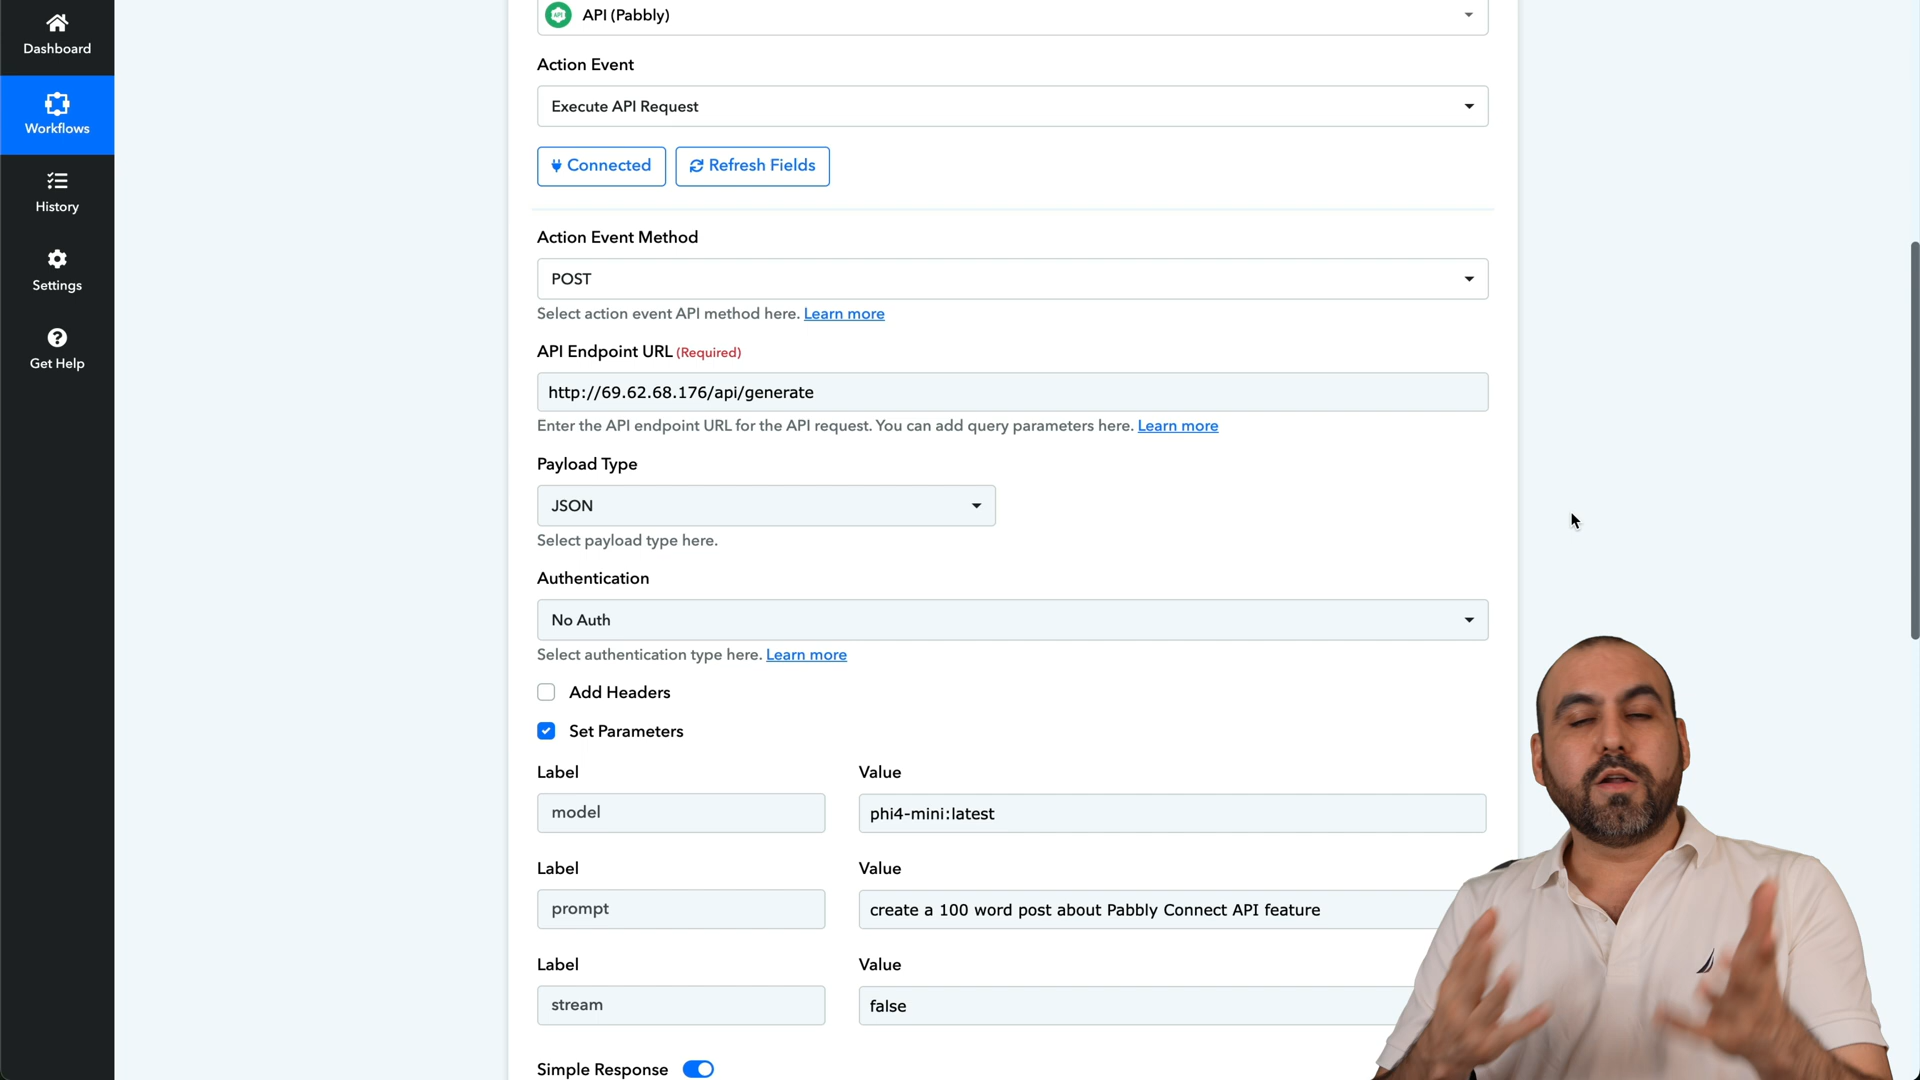 Dashboard
Workflows
History
Settings
Get Help
API
API (Pabbly)
Action Event
Execute API Request
Connected
Refresh Fields
Action Event Method
POST
Select action event API method here. Learn more
API Endpoint URL (Required)
http://69.62.68.176/api/generate
Enter the API endpoint URL for the API request. You can add query parameters here. Learn more
Payload Type
JSON
Select payload type here.
Authentication
No Auth
Select authentication type here. Learn more
Add Headers
Set Parameters
Label Value
model phi4-mini:latest
Label Value
prompt create a 100 word post about Pabbly Connect API feature
Label Value
stream false
Simple Response